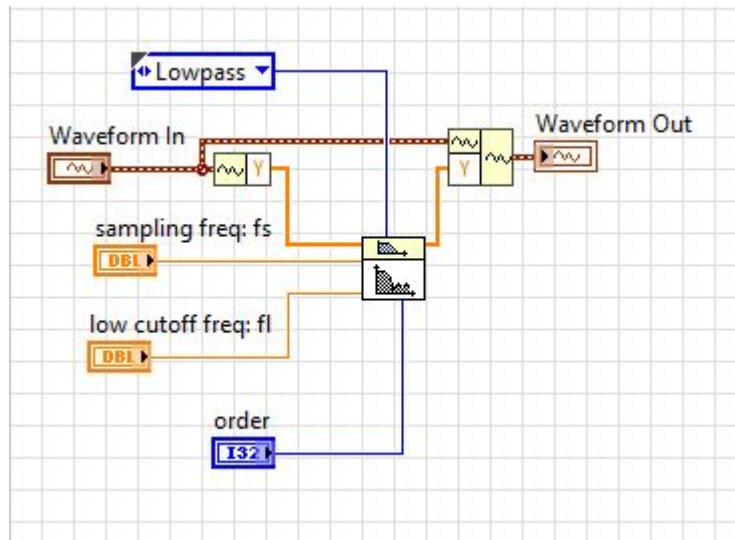 Lowpass
Waveform In
Waveform Out
Y
Y
sampling freq: fs
DBL
low cutoff freq: fl
DBL
order
I32